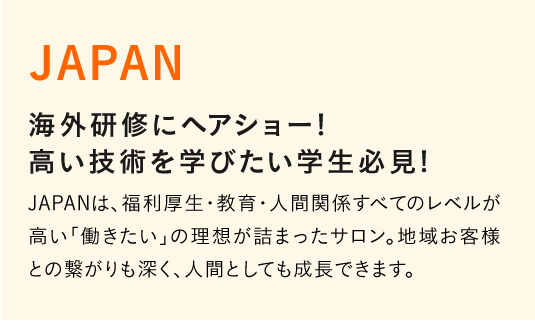 JAPAN
海外研修にヘアショー!
高い技術を学びたい学生必見!
JAPANは、福利厚生・教育・人間関係すべてのレベルが
高い「働きたい」の理想が詰まったサロン。地域お客様
との繋がりも深く、人間としても成長できます。